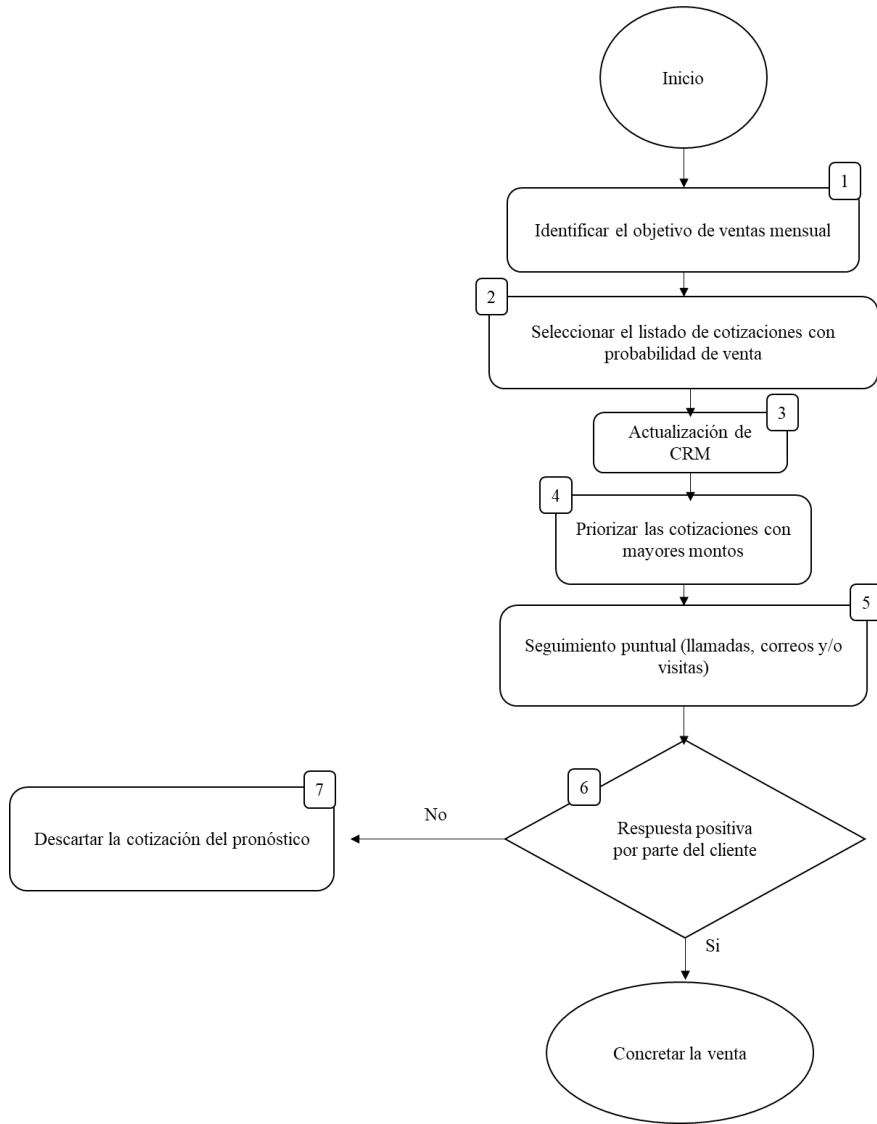 Inicio
1
Identificar el objetivo de ventas mensual
2
Seleccionar el listado de cotizaciones con
probabilidad de venta
3
Actualización de
CRM
4
Priorizar las cotizaciones con
mayores montos
5
Seguimiento puntual (llamadas, correos y/o
visitas)
6
Respuesta positiva
por parte del cliente
No
7
Descartar la cotización del pronóstico
Si
Concretar la venta